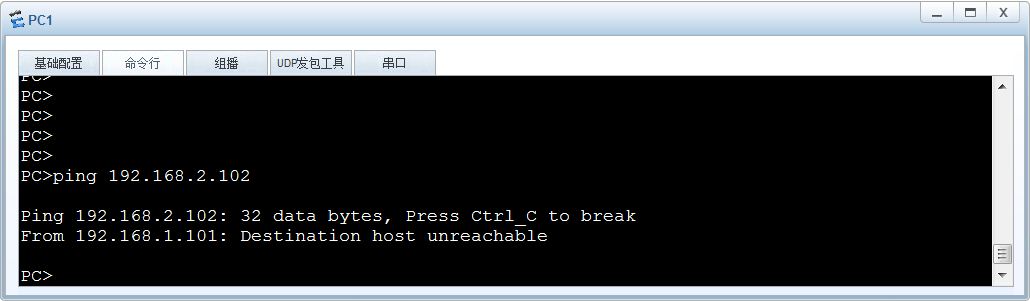 PC1
基础配置 命令行 组播 UDP发包工具 串口
PC>
PC>
PC>
PC>
PC>
PC>ping 192.168.2.102
Ping 192.168.2.102: 32 data bytes, Press Ctrl_C to break
From 192.168.1.101: Destination host unreachable
PC>